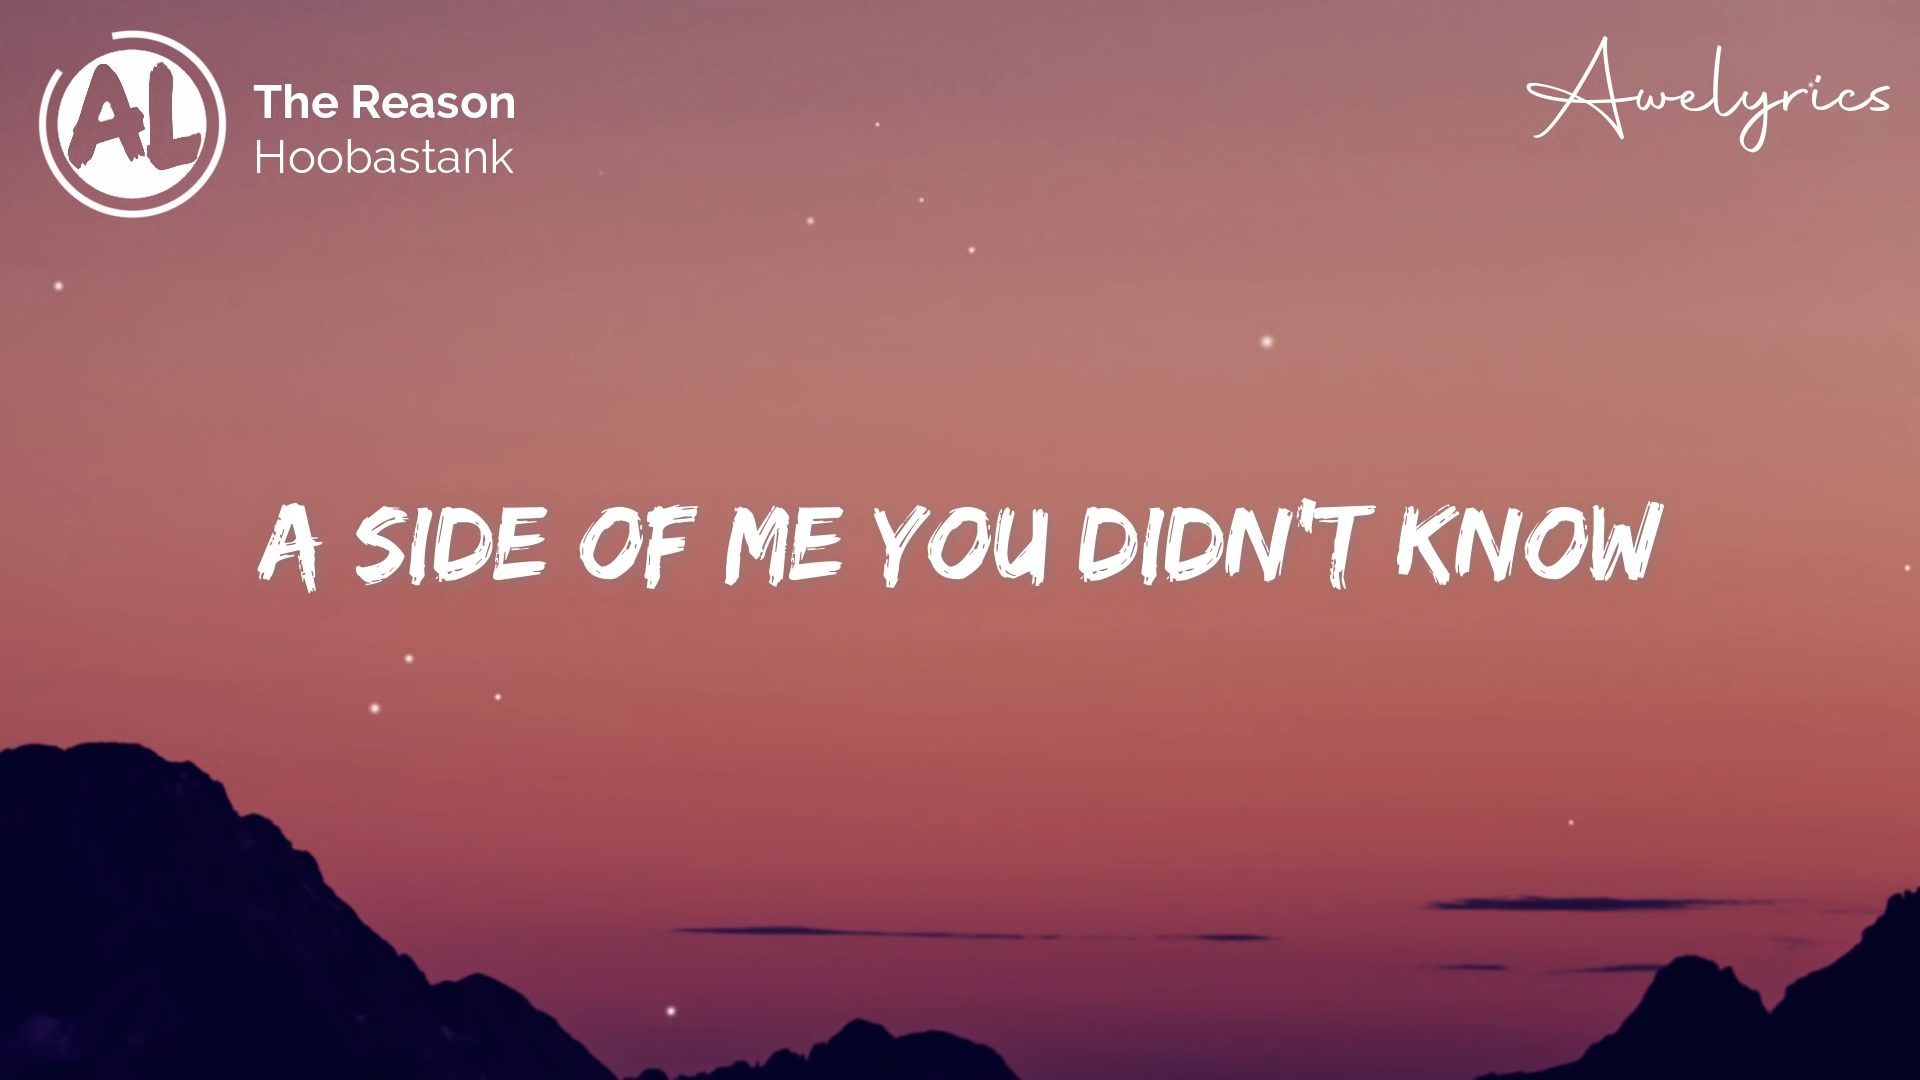 AL
The Reason
Hoobastank
Awelyrics
A SIDE OF ME YOU DIDN'T KNOW